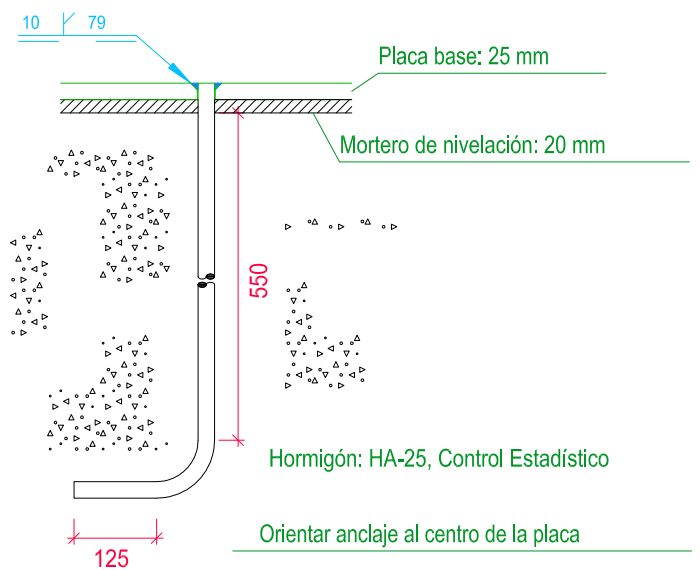 10 79
Placa base: 25 mm
Mortero de nivelación: 20 mm
550
Hormigón: HA-25, Control Estadístico
Orientar anclaje al centro de la placa
125